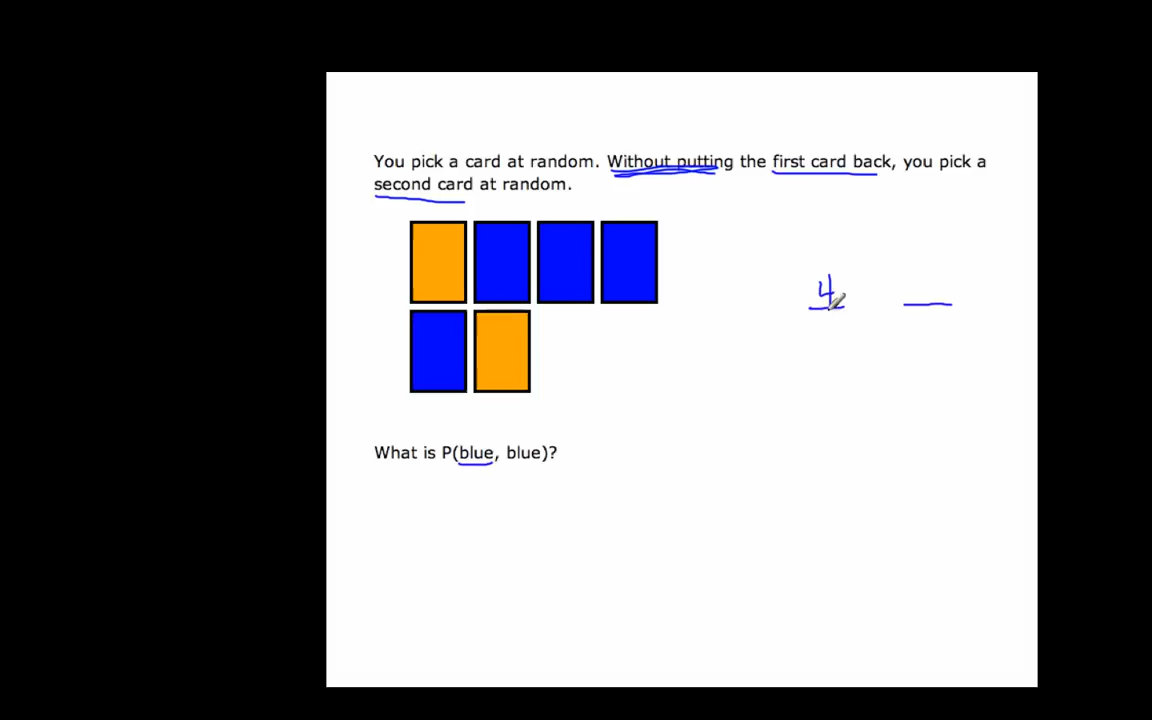 You pick a card at random. Without putting the first card back, you pick a
second card at random.
4
What is P(blue, blue)?